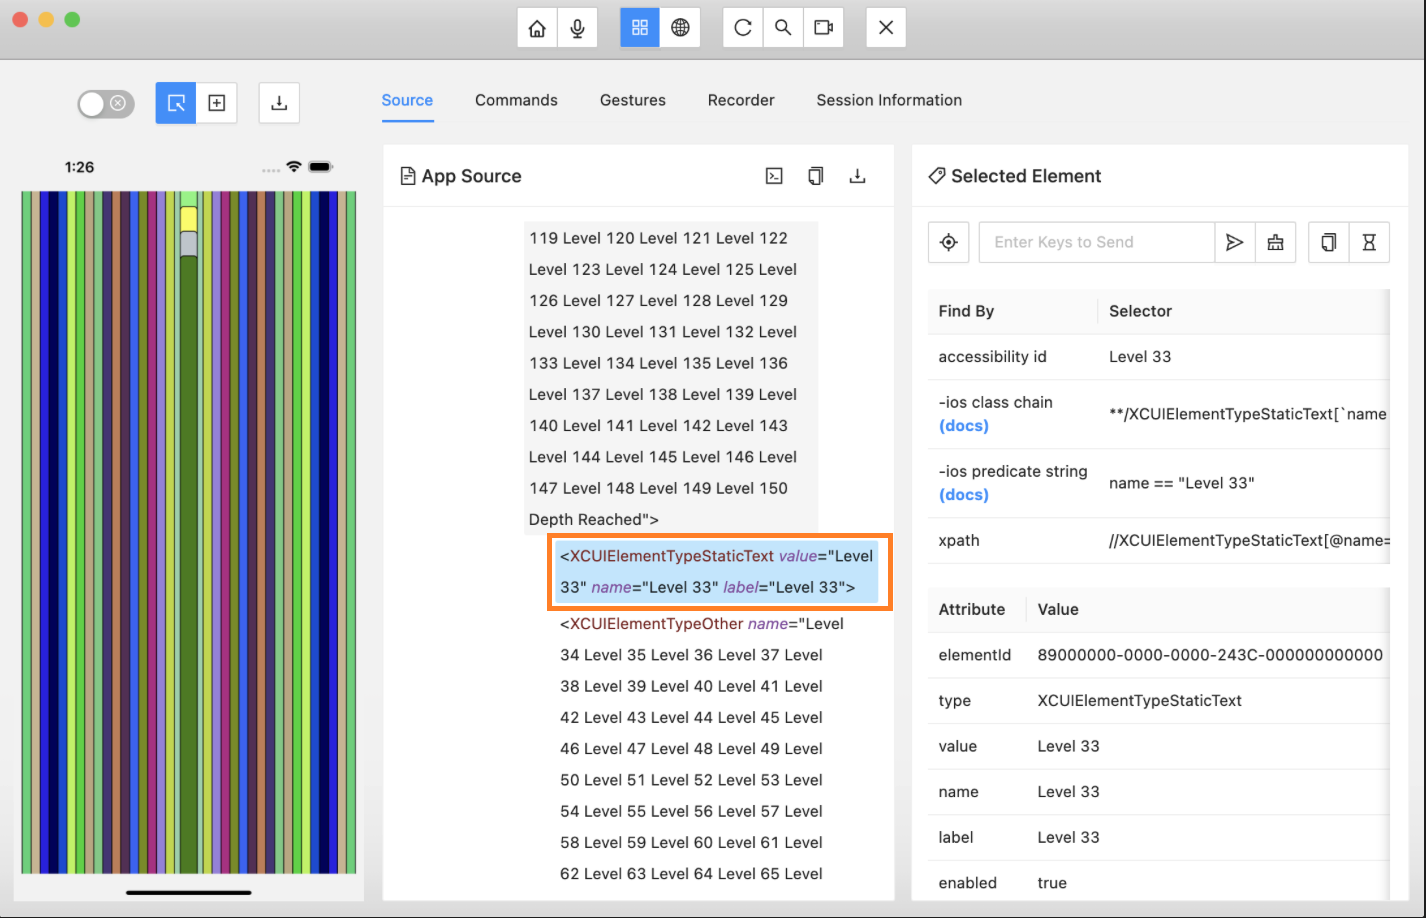 Source
Commands
Gestures
Recorder
Session Information
1:26
App Source
119 Level 120 Level 121 Level 122
Level 123 Level 124 Level 125 Level
126 Level 127 Level 128 Level 129
Level 130 Level 131 Level 132 Level
133 Level 134 Level 135 Level 136
Level 137 Level 138 Level 139 Level
140 Level 141 Level 142 Level 143
Level 144 Level 145 Level 146 Level
147 Level 148 Level 149 Level 150
Depth Reached">
<XCUIElementTypeStaticText value="Level
33" name="Level 33" label="Level 33">
<XCUIElementTypeOther name="Level
34 Level 35 Level 36 Level 37 Level
38 Level 39 Level 40 Level 41 Level
42 Level 43 Level 44 Level 45 Level
46 Level 47 Level 48 Level 49 Level
50 Level 51 Level 52 Level 53 Level
54 Level 55 Level 56 Level 57 Level
58 Level 59 Level 60 Level 61 Level
62 Level 63 Level 64 Level 65 Level
Selected Element
Enter Keys to Send
Find By Selector
accessibility id Level 33
-ios class chain
(docs)
**/XCUIElementTypeStaticText[`name
-ios predicate string
(docs)
name == "Level 33"
xpath //XCUIElementTypeStaticText[@name=
Attribute Value
elementId 89000000-0000-0000-243C-000000000000
type XCUIElementTypeStaticText
value Level 33
name Level 33
label Level 33
enabled true